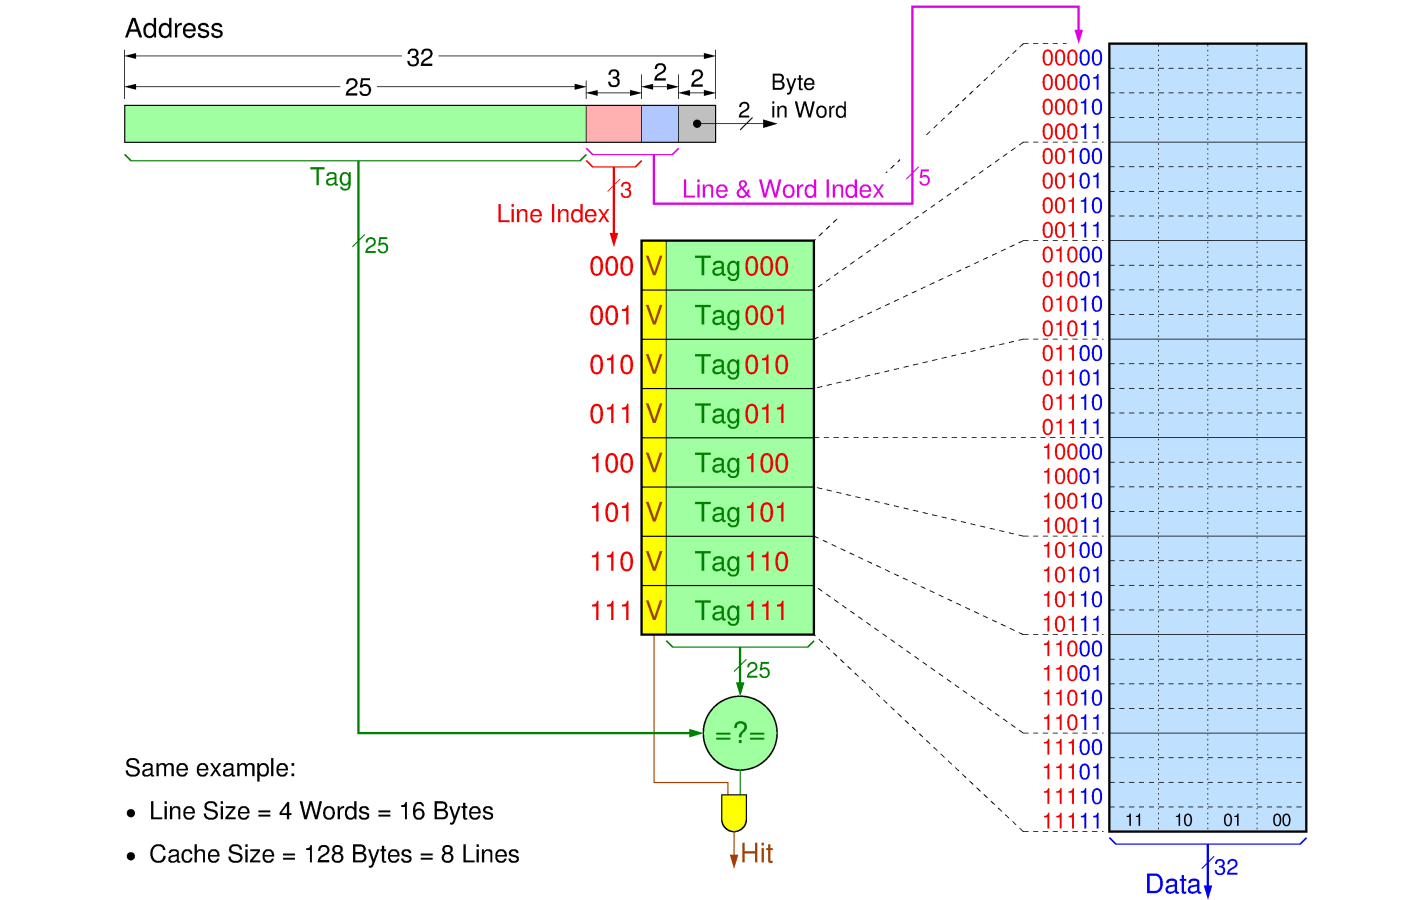 Address
32
25
3
2
2
Byte
in Word
2
Tag
25
3
Line Index
Line & Word Index
5
000 V Tag 000
001 V Tag 001
010 V Tag 010
011 V Tag 011
100 V Tag 100
101 V Tag 101
110 V Tag 110
111 V Tag 111
25
=?=
Hit
00000
00001
00010
00011
00100
00101
00110
00111
01000
01001
01010
01011
01100
01101
01110
01111
10000
10001
10010
10011
10100
10101
10110
10111
11000
11001
11010
11011
11100
11101
11110
11111
11 10 01 00
32
Data
Same example:
• Line Size = 4 Words = 16 Bytes
• Cache Size = 128 Bytes = 8 Lines